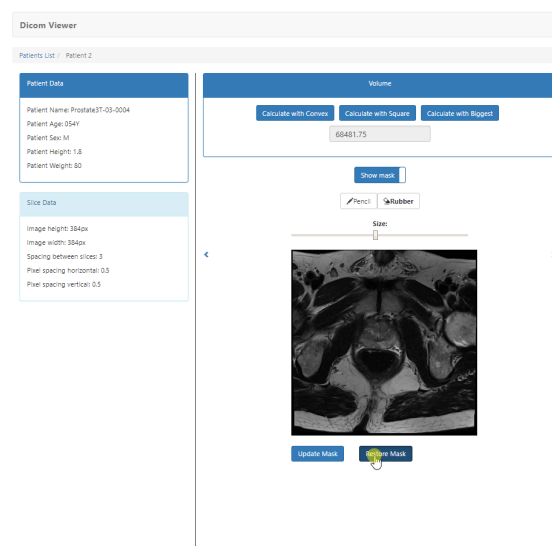 Dicom Viewer
Patients List / Patient 2
Patient Data
Patient Name: Prostate3T-03-0004
Patient Age: 054Y
Patient Sex: M
Patient Height: 1.8
Patient Weight: 80
Slice Data
Image height: 384px
Image width: 384px
Spacing between slices: 3
Pixel spacing horizontal: 0.5
Pixel spacing vertical: 0.5
Volume
Calculate with Convex Calculate with Square Calculate with Biggest
68481.75
Show mask
Pencil Rubber
Size:
Update Mask Restore Mask